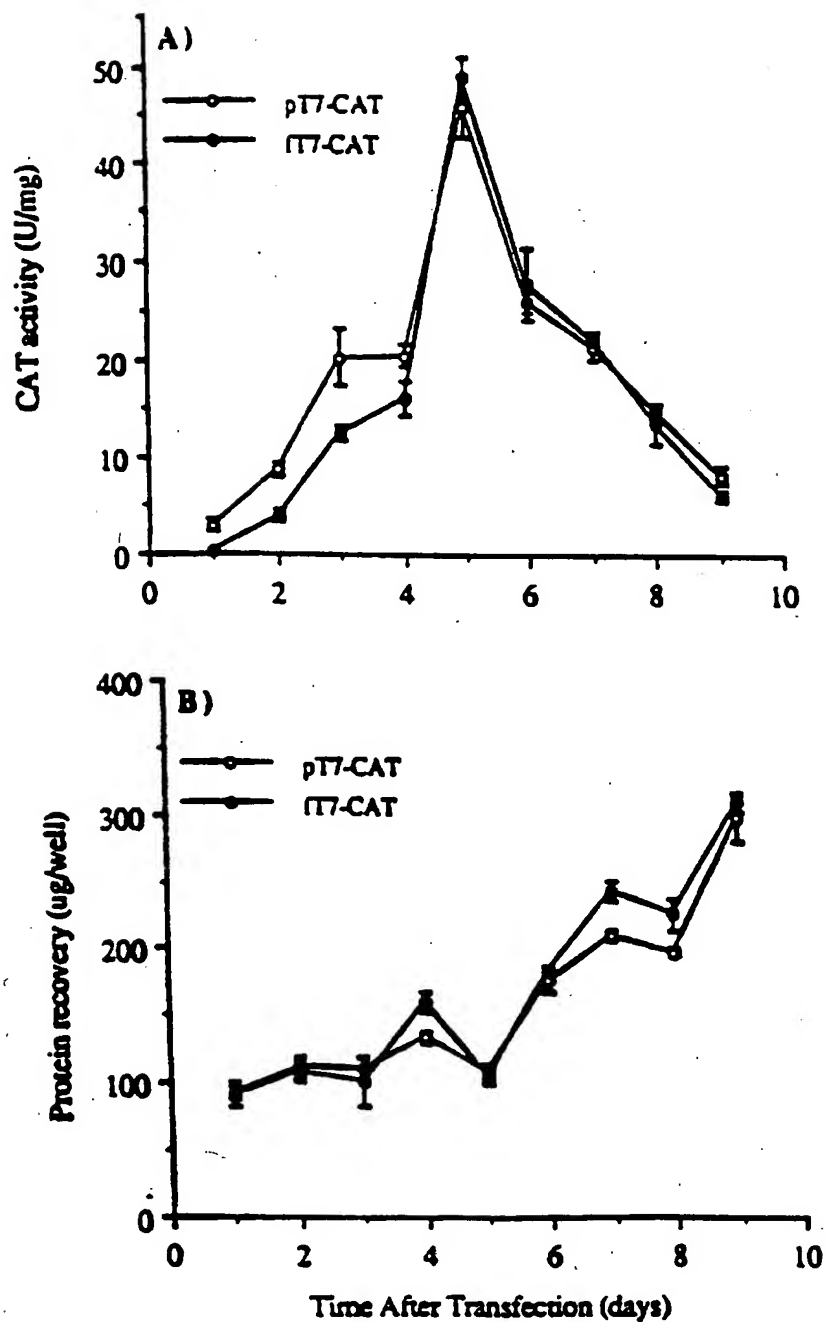 A)
50
40
30
20
10
0
CAT activity (U/mg)
pT7-CAT
fT7-CAT
0 2 4 6 8 10
B)
400
300
200
100
0
Protein recovery (ug/well)
pT7-CAT
fT7-CAT
0 2 4 6 8 10
Time After Transfection (days)